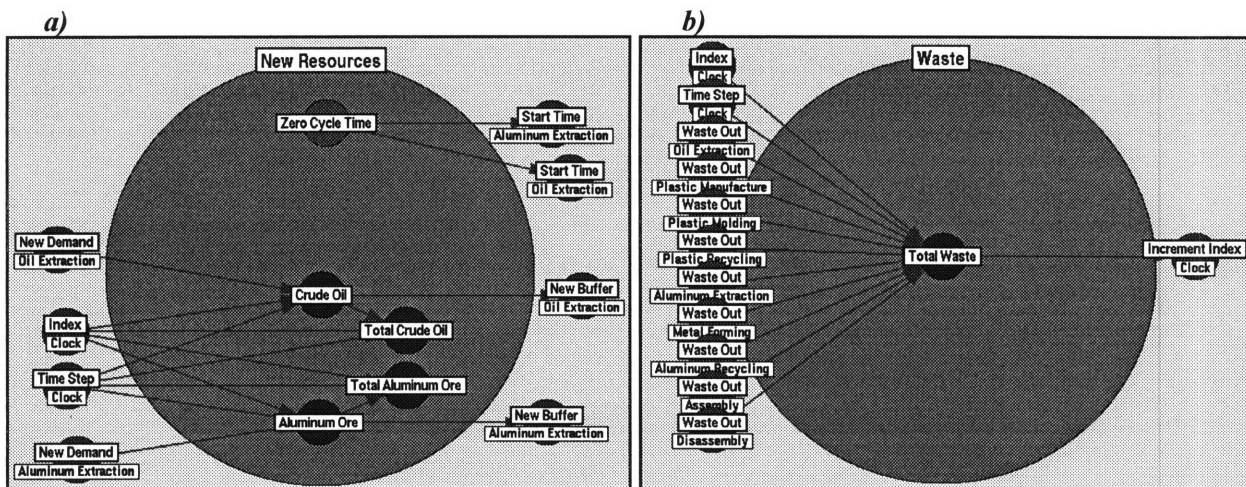 a)
New Resources
Zero Cycle Time
Start Time
Aluminum Extraction
Start Time
Oil Extraction
New Demand
Oil Extraction
Crude Oil
New Buffer
Oil Extraction
Index
Clock
Total Crude Oil
Time Step
Clock
Total Aluminum Ore
Aluminum Ore
New Buffer
Aluminum Extraction
New Demand
Aluminum Extraction
b)
Waste
Index
Clock
Time Step
Clock
Waste Out
Oil Extraction
Waste Out
Plastic Manufacture
Waste Out
Plastic Molding
Waste Out
Plastic Recycling
Waste Out
Aluminum Extraction
Waste Out
Metal Forming
Waste Out
Aluminum Recycling
Waste Out
Assembly
Waste Out
Disassembly
Total Waste
Increment Index
Clock